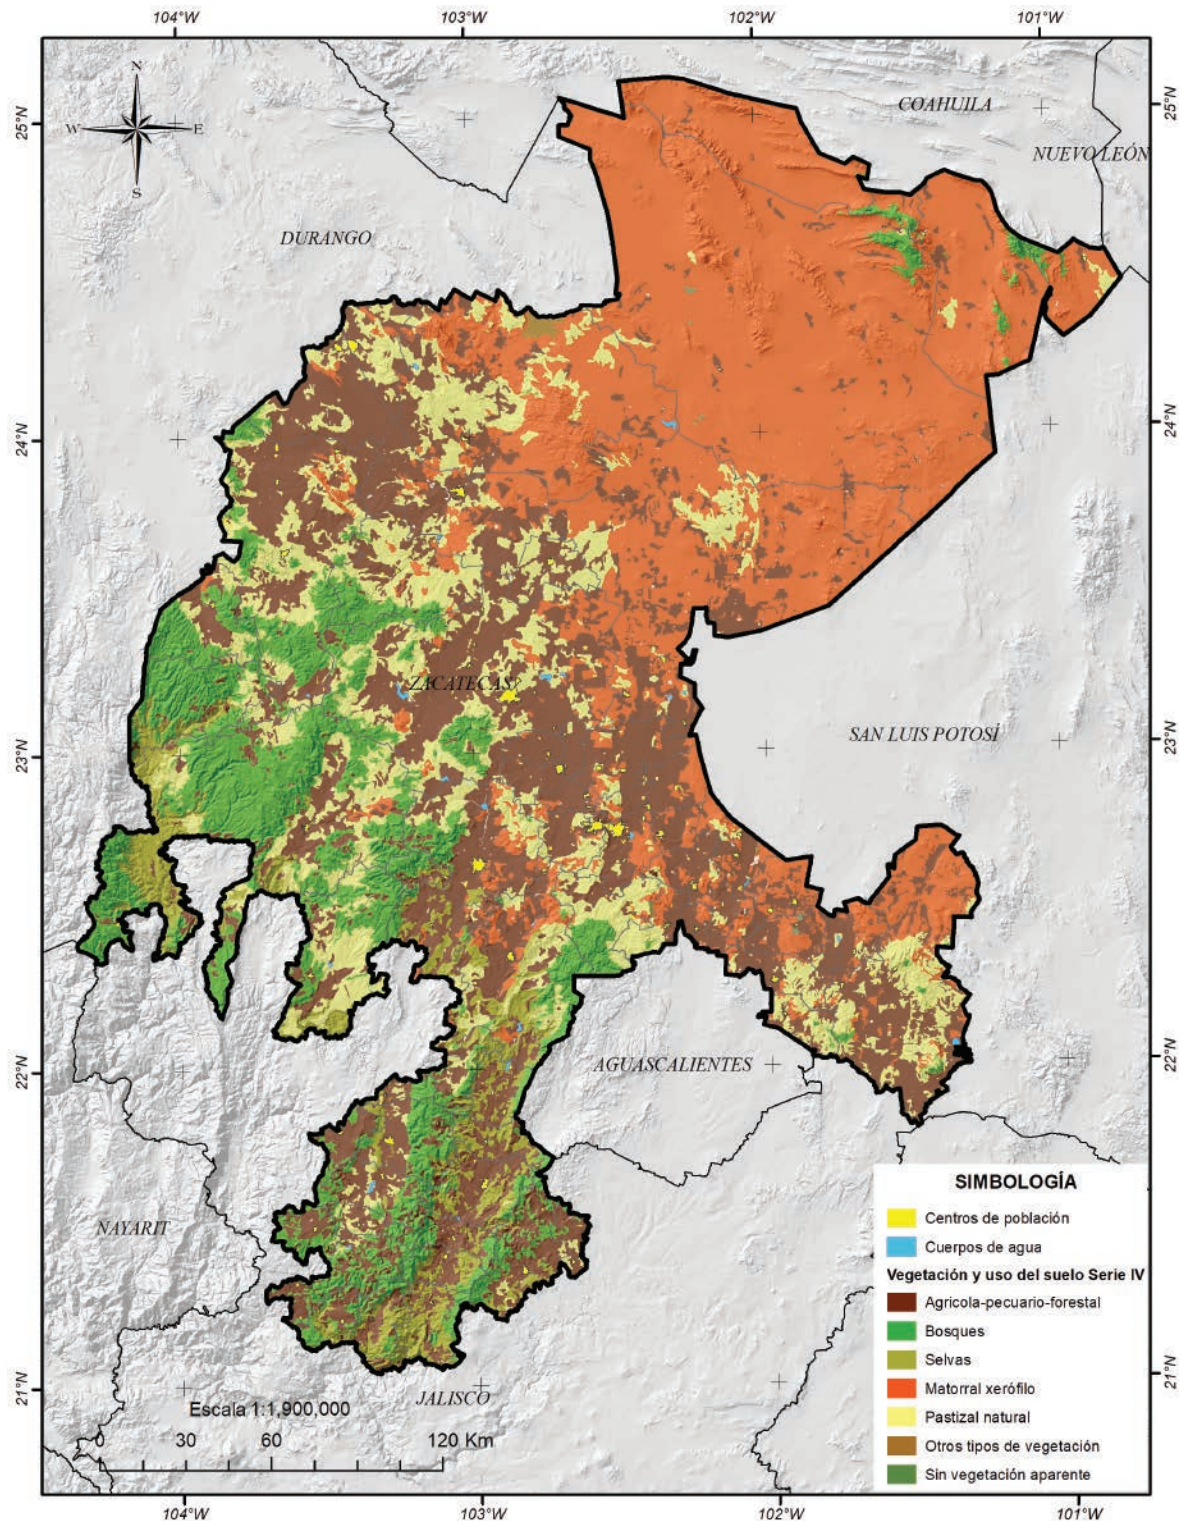 104°W 103°W 102°W 101°W
N
W E
S
25°N
25°N
COAHUILA
NUEVO LEÓN
DURANGO
24°N
24°N
ZACATECAS
SAN LUIS POTOSÍ
23°N
23°N
22°N
22°N
AGUASCALIENTES
NAYARIT
JALISCO
21°N
21°N
SIMBOLOGÍA
Centros de población
Cuerpos de agua
Vegetación y uso del suelo Serie IV
Agricola-pecuario-forestal
Bosques
Selvas
Matorral xerófilo
Pastizal natural
Otros tipos de vegetación
Sin vegetación aparente
Escala 1:1,900,000
0 30 60 120 Km
104°W 103°W 102°W 101°W